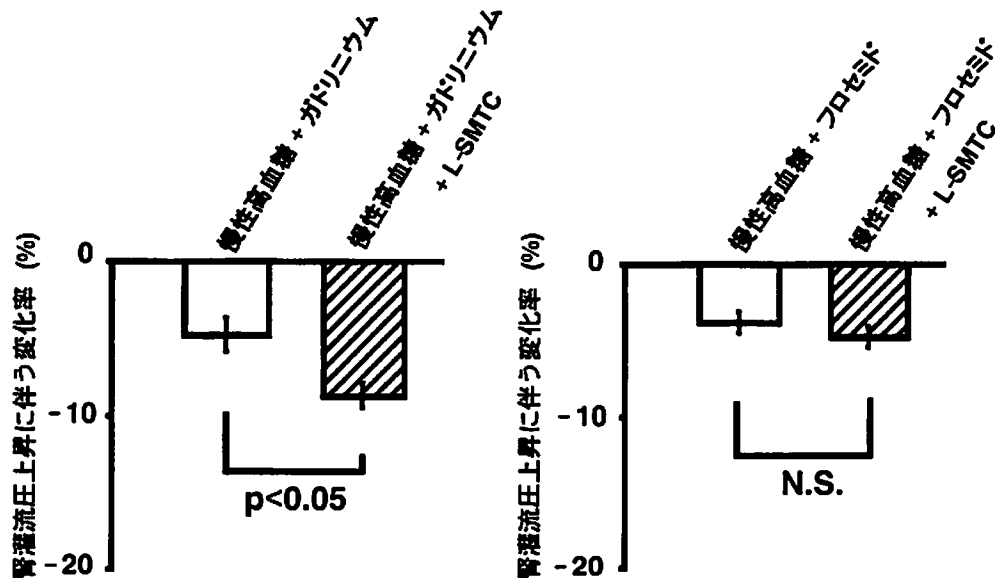 慢性高血糖 + ガドリニウム
慢性高血糖 + ガドリニウム
+ L-SMTC
腎灌流圧上昇に伴う変化率 (%)
0
-10
-20
p<0.05
慢性高血糖 + フロセミド
慢性高血糖 + フロセミド
+ L-SMTC
腎灌流圧上昇に伴う変化率 (%)
0
-10
-20
N.S.